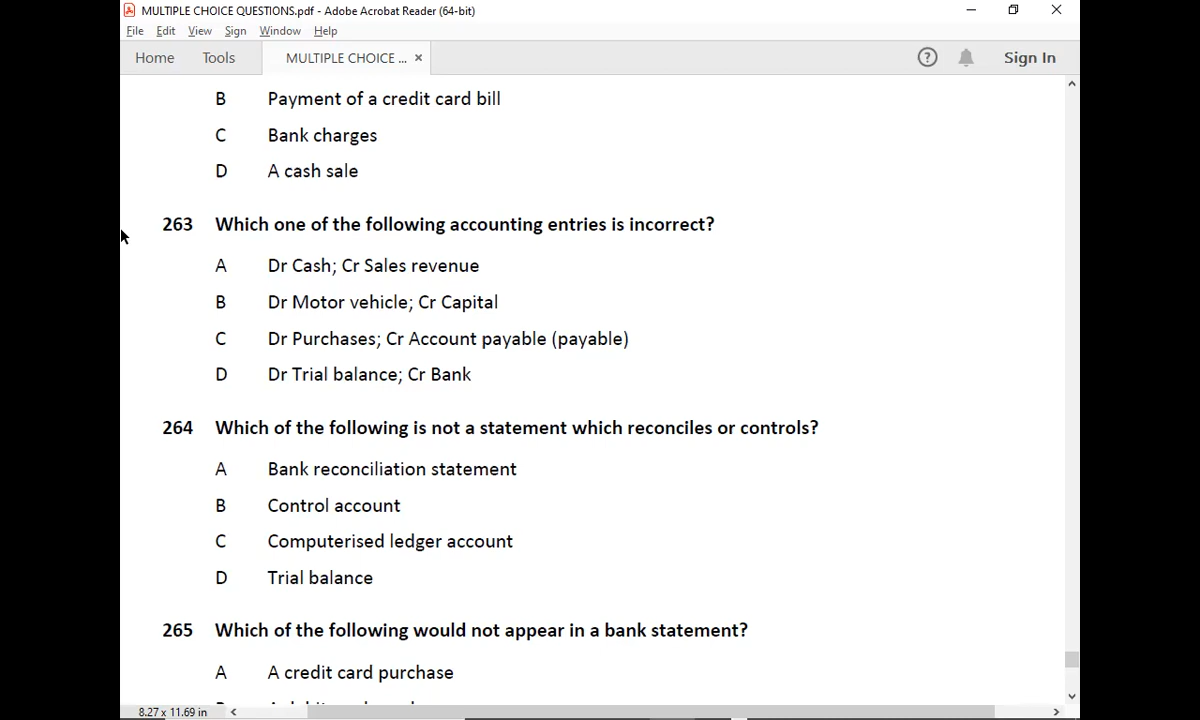 MULTIPLE CHOICE QUESTIONS.pdf - Adobe Acrobat Reader (64-bit)
File Edit View Sign Window Help
Home Tools MULTIPLE CHOICE ... × ? Sign In
B Payment of a credit card bill
C Bank charges
D A cash sale
263 Which one of the following accounting entries is incorrect?
A Dr Cash; Cr Sales revenue
B Dr Motor vehicle; Cr Capital
C Dr Purchases; Cr Account payable (payable)
D Dr Trial balance; Cr Bank
264 Which of the following is not a statement which reconciles or controls?
A Bank reconciliation statement
B Control account
C Computerised ledger account
D Trial balance
265 Which of the following would not appear in a bank statement?
A A credit card purchase
8.27 x 11.69 in